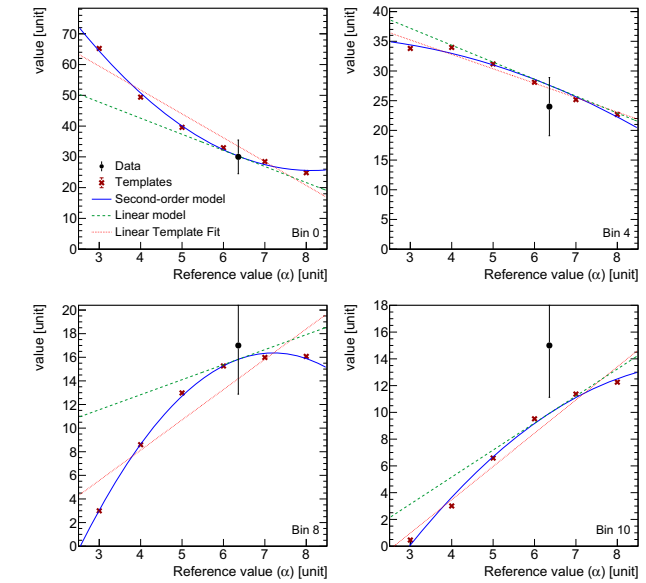 value [unit]
70
60
50
40
30
20
10
0
Data
Templates
Second-order model
Linear model
Linear Template Fit
Bin 0
3 4 5 6 7 8
Reference value (α) [unit]
value [unit]
40
35
30
25
20
15
10
5
0
Bin 4
3 4 5 6 7 8
Reference value (α) [unit]
value [unit]
20
18
16
14
12
10
8
6
4
2
0
Bin 8
3 4 5 6 7 8
Reference value (α) [unit]
value [unit]
18
16
14
12
10
8
6
4
2
0
Bin 10
3 4 5 6 7 8
Reference value (α) [unit]